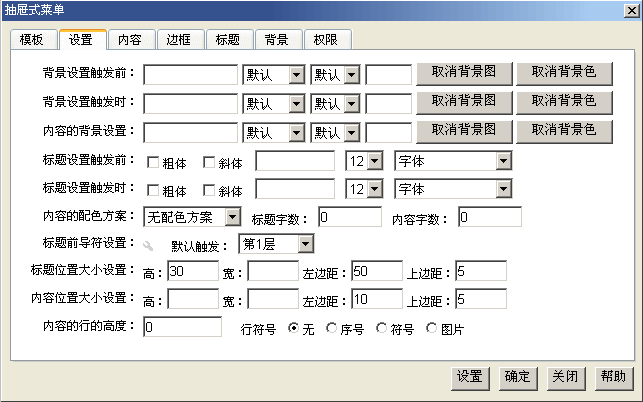 抽屉式菜单
模板 设置 内容 边框 标题 背景 权限
背景设置触发前： 默认 默认 取消背景图 取消背景色
背景设置触发时： 默认 默认 取消背景图 取消背景色
内容的背景设置： 默认 默认 取消背景图 取消背景色
标题设置触发前： 粗体 斜体 12 字体
标题设置触发时： 粗体 斜体 12 字体
内容的配色方案： 无配色方案 标题字数： 0 内容字数： 0
标题前导符设置： 默认触发： 第1层
标题位置大小设置： 高： 30 宽： 左边距： 50 上边距： 5
内容位置大小设置： 高： 宽： 左边距： 10 上边距： 5
内容的行的高度： 0 行符号 无 序号 符号 图片
设置 确定 关闭 帮助